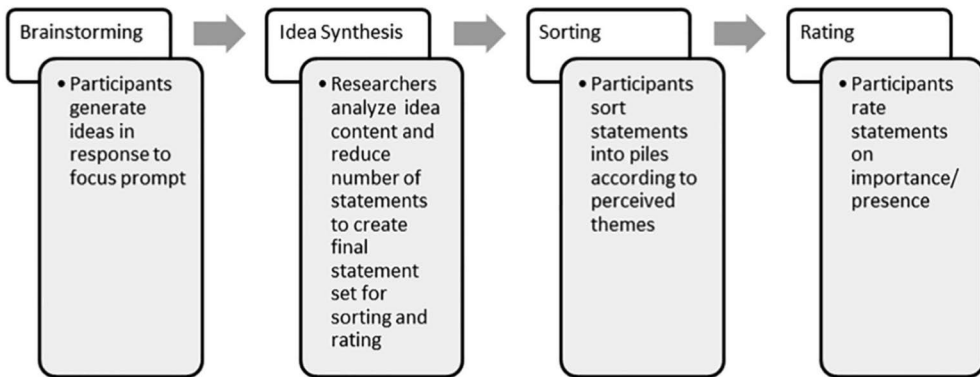 Brainstorming
• Participants
generate
ideas in
response to
focus prompt
Idea Synthesis
• Researchers
analyze idea
content and
reduce
number of
statements
to create
final
statement
set for
sorting and
rating
Sorting
• Participants
sort
statements
into piles
according to
perceived
themes
Rating
• Participants
rate
statements
on
importance/
presence